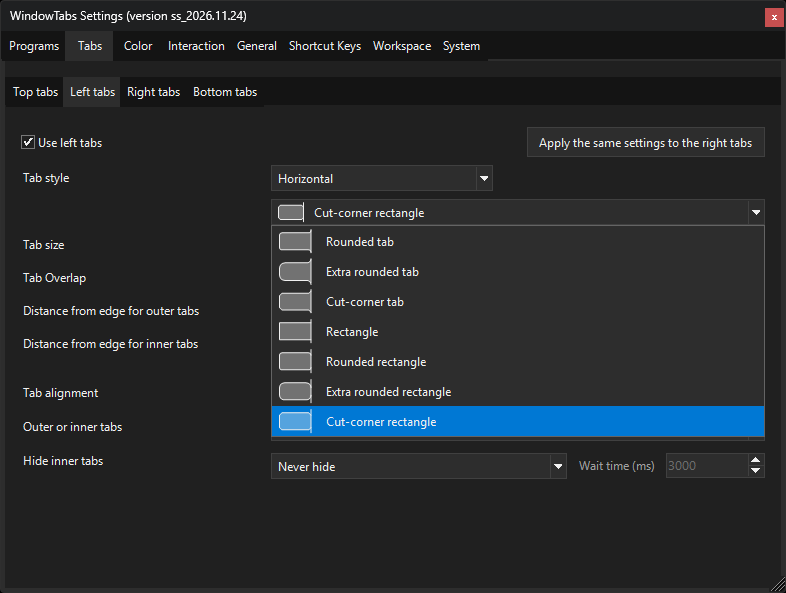 WindowTabs Settings (version ss_2026.11.24)
x
Programs Tabs Color Interaction General Shortcut Keys Workspace System
Top tabs Left tabs Right tabs Bottom tabs
Use left tabs
Apply the same settings to the right tabs
Tab style
Horizontal
Cut-corner rectangle
Rounded tab
Extra rounded tab
Cut-corner tab
Rectangle
Rounded rectangle
Extra rounded rectangle
Cut-corner rectangle
Tab size
Tab Overlap
Distance from edge for outer tabs
Distance from edge for inner tabs
Tab alignment
Outer or inner tabs
Hide inner tabs
Never hide
Wait time (ms)
3000